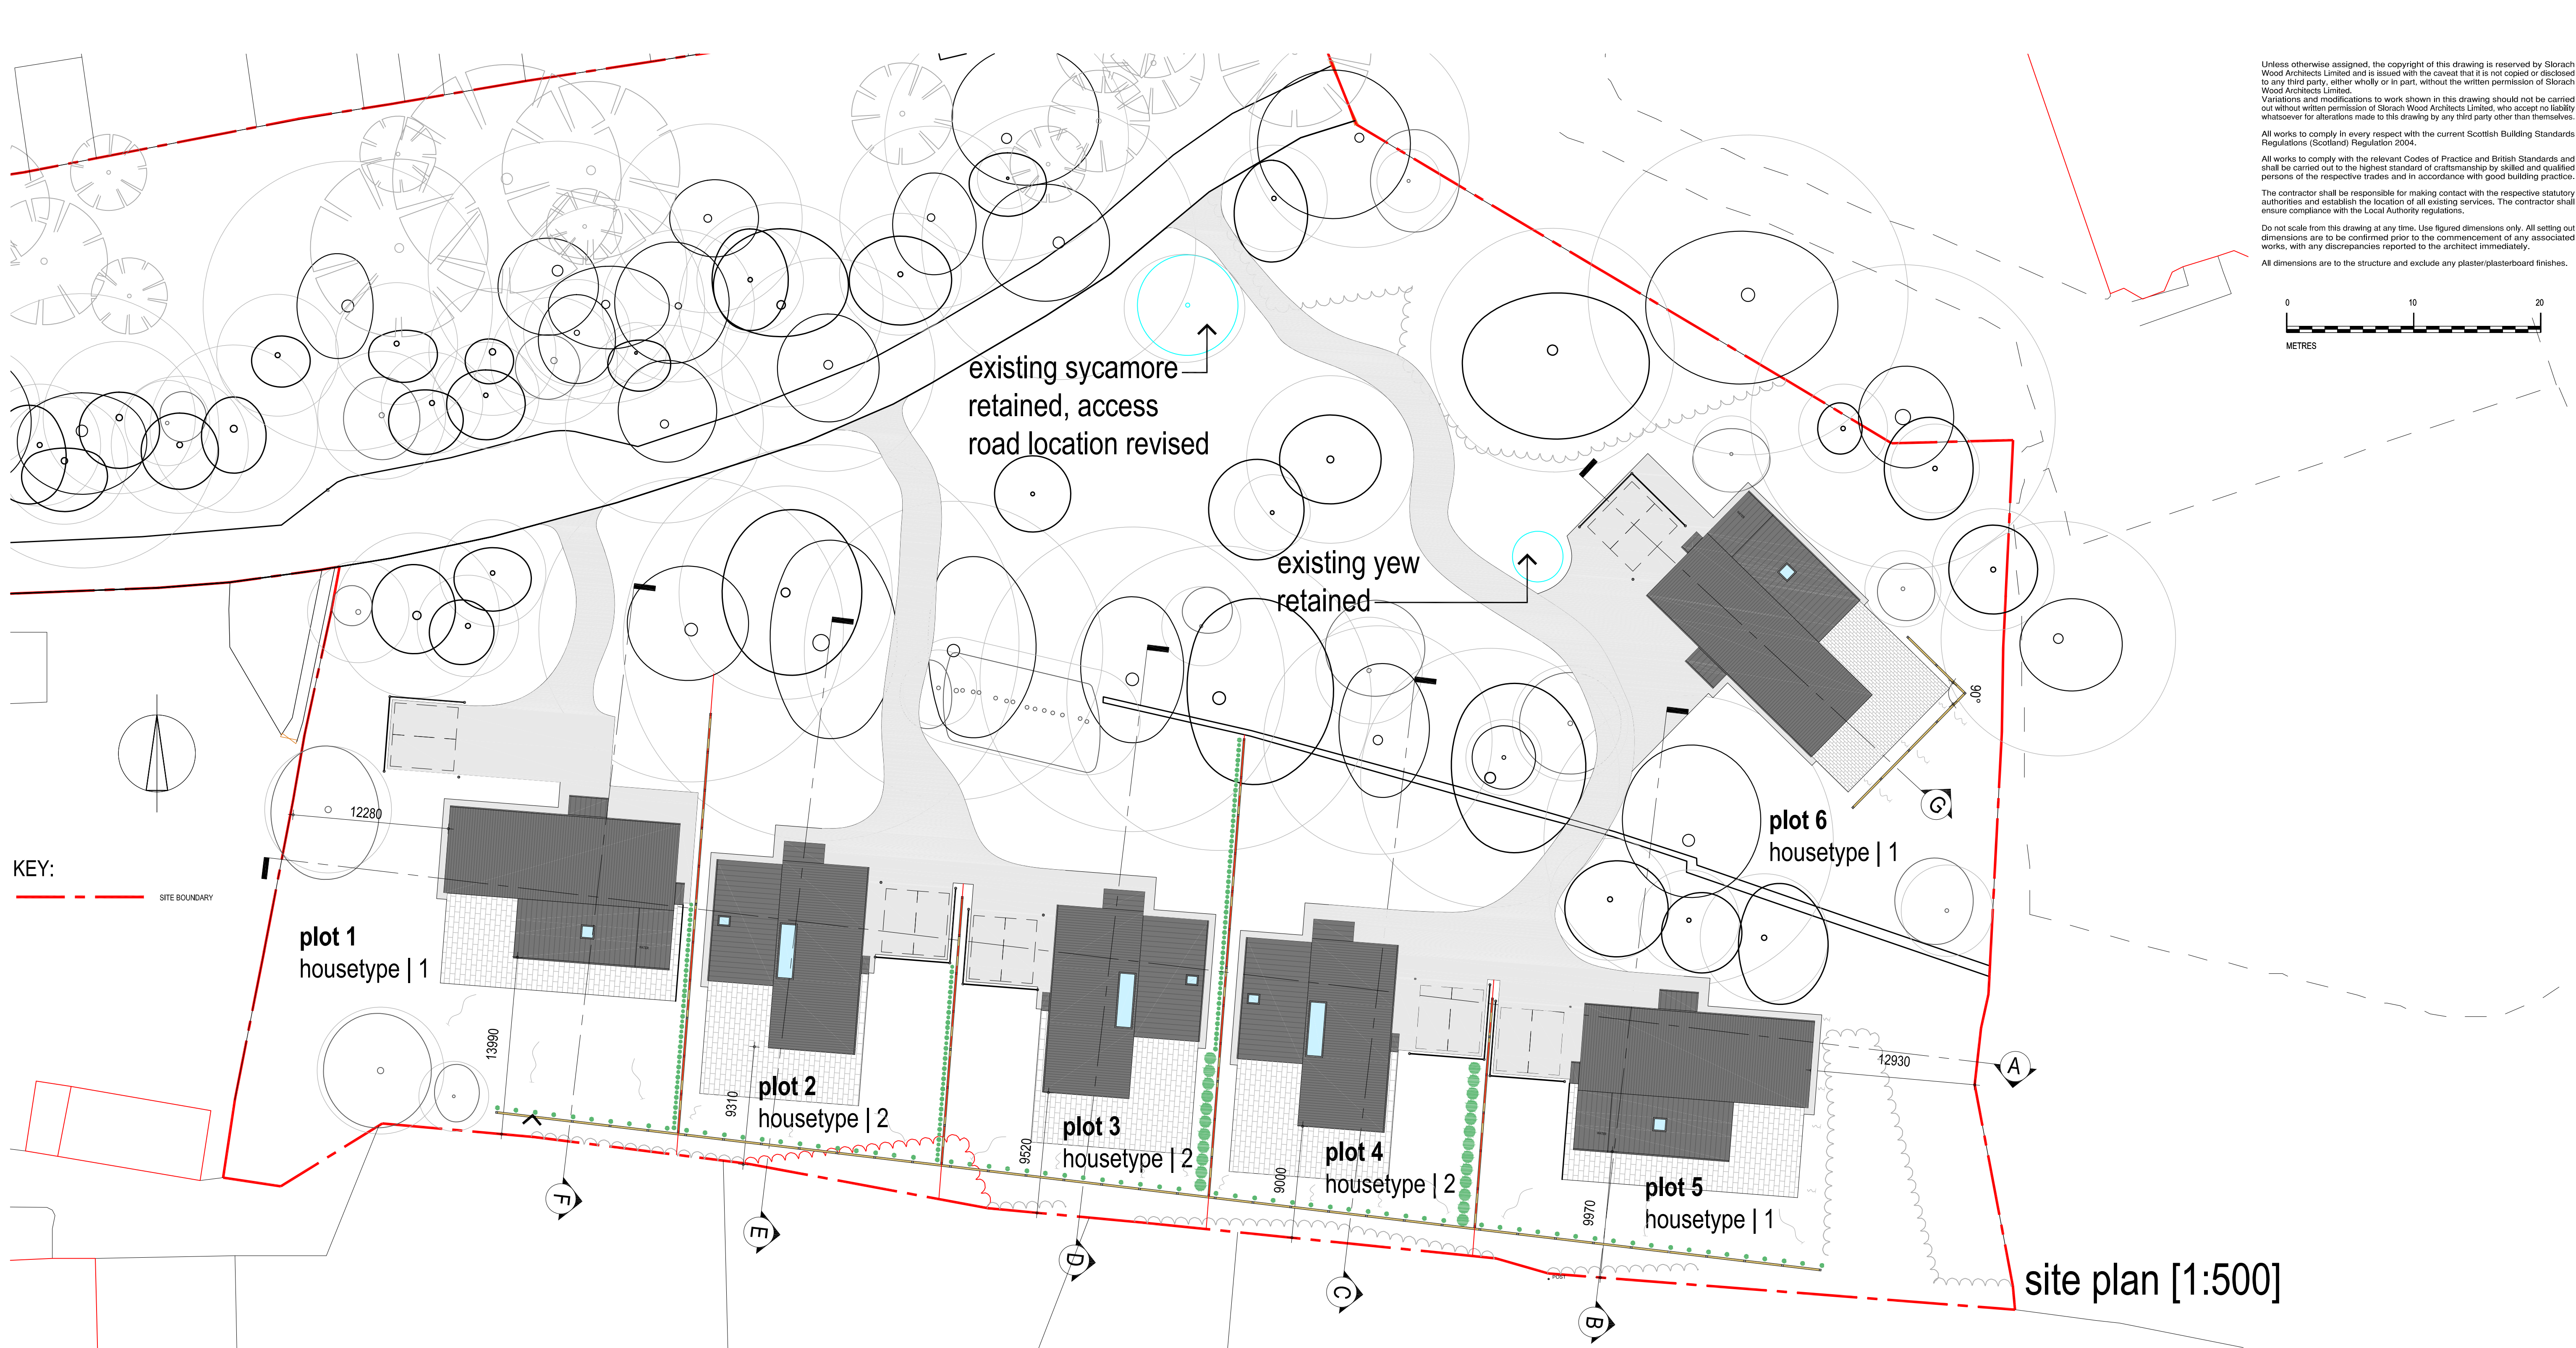 Unless otherwise assigned, the copyright of this drawing is reserved by Slorach
Wood Architects Limited and is issued with the caveat that it is not copied or disclosed
to any third party, either wholly or in part, without the written permission of Slorach
Wood Architects Limited.
Variations and modifications to work shown in this drawing should not be carried
out without written permission of Slorach Wood Architects Limited, who accept no liability
whatsoever for alterations made to this drawing by any third party other than themselves.
All works to comply in every respect with the current Scottish Building Standards
Regulations (Scotland) Regulation 2004.
All works to comply with the relevant Codes of Practice and British Standards and
shall be carried out to the highest standard of craftsmanship by skilled and qualified
persons of the respective trades and in accordance with good building practice.
The contractor shall be responsible for making contact with the respective statutory
authorities and establish the location of all existing services. The contractor shall
ensure compliance with the Local Authority regulations.
Do not scale from this drawing at any time. Use figured dimensions only. All setting out
dimensions are to be confirmed prior to the commencement of any associated
works, with any discrepancies reported to the architect immediately.
All dimensions are to the structure and exclude any plaster/plasterboard finishes.
0 10 20
METRES
existing sycamore
retained, access
road location revised
existing yew
retained
90°
G
12280
plot 6
housetype | 1
KEY:
SITE BOUNDARY
plot 1
housetype | 1
13990
12930
A
9310
plot 2
housetype | 2
9520
plot 3
housetype | 2
9000
plot 4
housetype | 2
9970
plot 5
housetype | 1
F
E
D
C
B
POST
site plan [1:500]